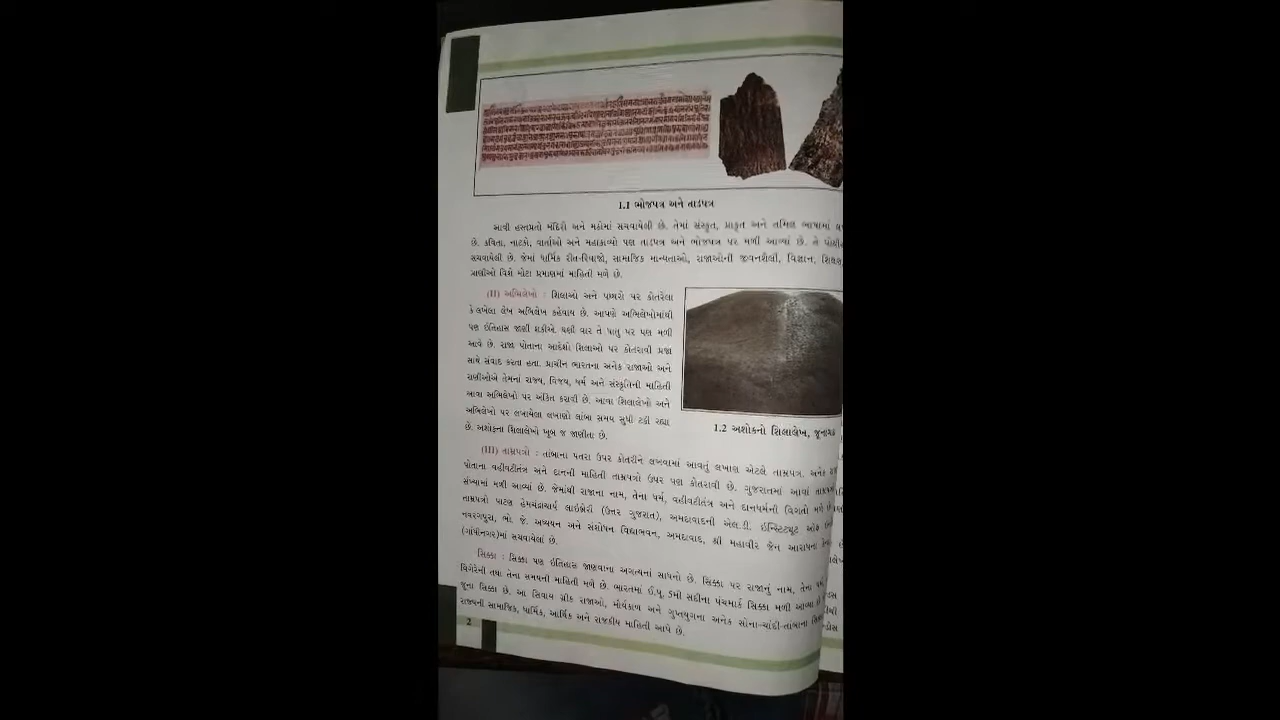 1.1 ભોજપત્ર અને તાડપત્ર
આવી હસ્તપ્રતો મંદિરો અને મઠોમાં સચવાયેલી છે. તેમાં સંસ્કૃત, પ્રાકૃત અને તમિળ ભાષામાં
છે. કવિતા, નાટકો, વાર્તાઓ અને મહાકાવ્યો પણ તાડપત્ર અને ભોજપત્ર પર મળી આવ્યાં છે. તે
સચવાયેલી છે. જેમાં ધાર્મિક રીત-રિવાજો, સામાજિક માન્યતાઓ, રાજાઓની જીવનશૈલી, વિજ્ઞાન,
પ્રાણીઓ વિશે મોટા પ્રમાણમાં માહિતી મળે છે.
(II) અભિલેખો : શિલાઓ અને પથ્થરો પર કોતરેલા
કે લખેલા લેખ અભિલેખ કહેવાય છે. આપણે અભિલેખોમાંથી
પણ ઇતિહાસ જાણી શકીએ. ઘણી વાર તે ધાતુ પર પણ મળી
આવે છે. રાજા પોતાના આદેશો શિલાઓ પર કોતરાવી પ્રજા
સાથે સંવાદ કરતા હતા. પ્રાચીન ભારતના અનેક રાજાઓ અને
રાણીઓએ તેમનાં રાજ્ય, વિજય, ધર્મ અને સંસ્કૃતિની માહિતી
આવા અભિલેખો પર અંકિત કરાવી છે. આવા શિલાલેખો અને
અભિલેખો પર લખાયેલા લખાણો લાંબા સમય સુધી ટકી રહ્યા
છે. અશોકના શિલાલેખો ખૂબ જ જાણીતા છે.
1.2 અશોકનો શિલાલેખ, જૂનાગઢ
(III) તામ્રપત્રો : તાંબાના પતરા ઉપર કોતરીને લખવામાં આવતું લખાણ એટલે તામ્રપત્ર. અનેક
પોતાના વહીવટીતંત્ર અને દાનની માહિતી તામ્રપત્રો ઉપર પણ કોતરાવી છે. ગુજરાતમાં આવાં
સંખ્યામાં મળી આવ્યાં છે. જેમાંથી રાજાના નામ, તેના ધર્મ, વહીવટીતંત્ર અને દાનધર્મની વિગતો મળે
તામ્રપત્રો પાટણ હેમચંદ્રાચાર્ય લાઇબ્રેરી (ઉત્તર ગુજરાત), અમદાવાદની એલ.ડી. ઇન્સ્ટિટ્યૂટ ઑફ
નવરંગપુરા, ભો. જે. અધ્યયન અને સંશોધન વિદ્યાભવન, અમદાવાદ, શ્રી મહાવીર જૈન આરાધના
(ગાંધીનગર)માં સચવાયેલાં છે.
સિક્કા : સિક્કા પણ ઇતિહાસ જાણવાના અગત્યનાં સાધનો છે. સિક્કા પર રાજાનું નામ, તેના
વિગેરેની તથા તેના સમયની માહિતી મળે છે. ભારતમાં ઈ.પૂ. 5મી સદીના પંચમાર્ક સિક્કા મળી આવ્યા
જૂના સિક્કા છે. આ સિવાય ગ્રીક રાજાઓ, મૌર્યકાળ અને ગુપ્તયુગના અનેક સોના-ચાંદી-તાંબાના
રાજ્યની સામાજિક, ધાર્મિક, આર્થિક અને રાજકીય માહિતી આપે છે.
2